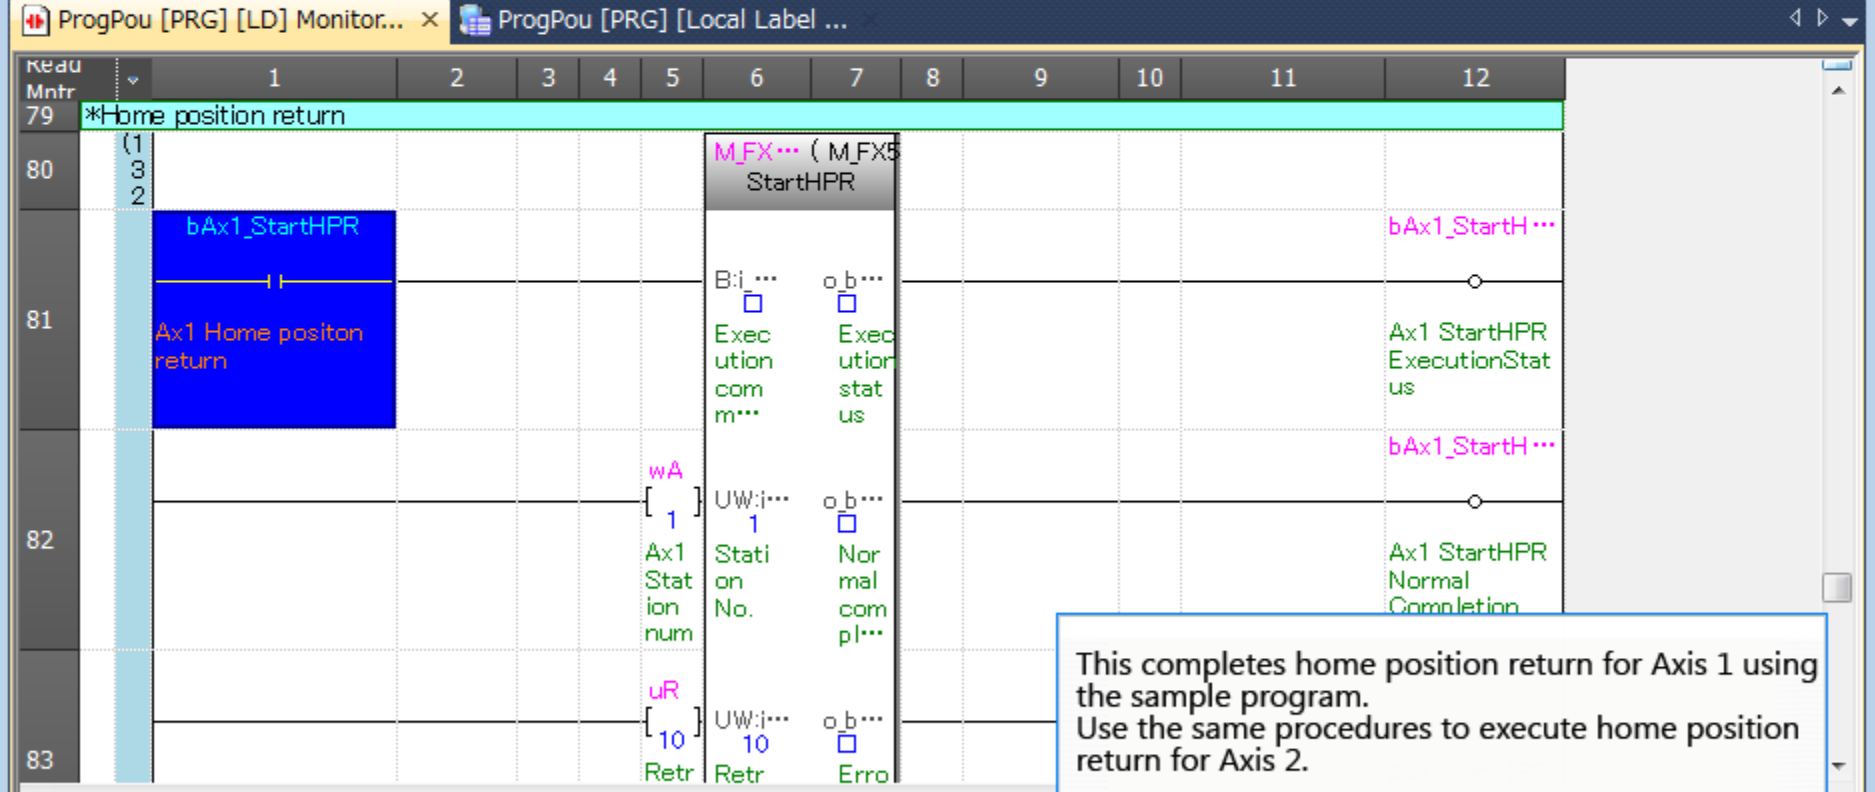 ProgPou [PRG] [LD] Monitor... ProgPou [PRG] [Local Label ...
Read
Mntr
1 2 3 4 5 6 7 8 9 10 11 12
79 *Home position return
80
(1
3
2
M_FX… ( M_FX5
StartHPR
81
bAx1_StartHPR
Ax1 Home positon
return
B:i_…
Exec
ution
com
m…
o_b…
Exec
ution
stat
us
bAx1_StartH…
Ax1 StartHPR
ExecutionStat
us
82
wA
[ 1 ]
Ax1
Stat
ion
num
UW:i…
1
Stati
on
No.
o_b…
Nor
mal
com
pl…
bAx1_StartH…
Ax1 StartHPR
Normal
Completion
83
uR
[ 10 ]
Retr
UW:i…
10
Retr
o_b…
Erro
This completes home position return for Axis 1 using
the sample program.
Use the same procedures to execute home position
return for Axis 2.